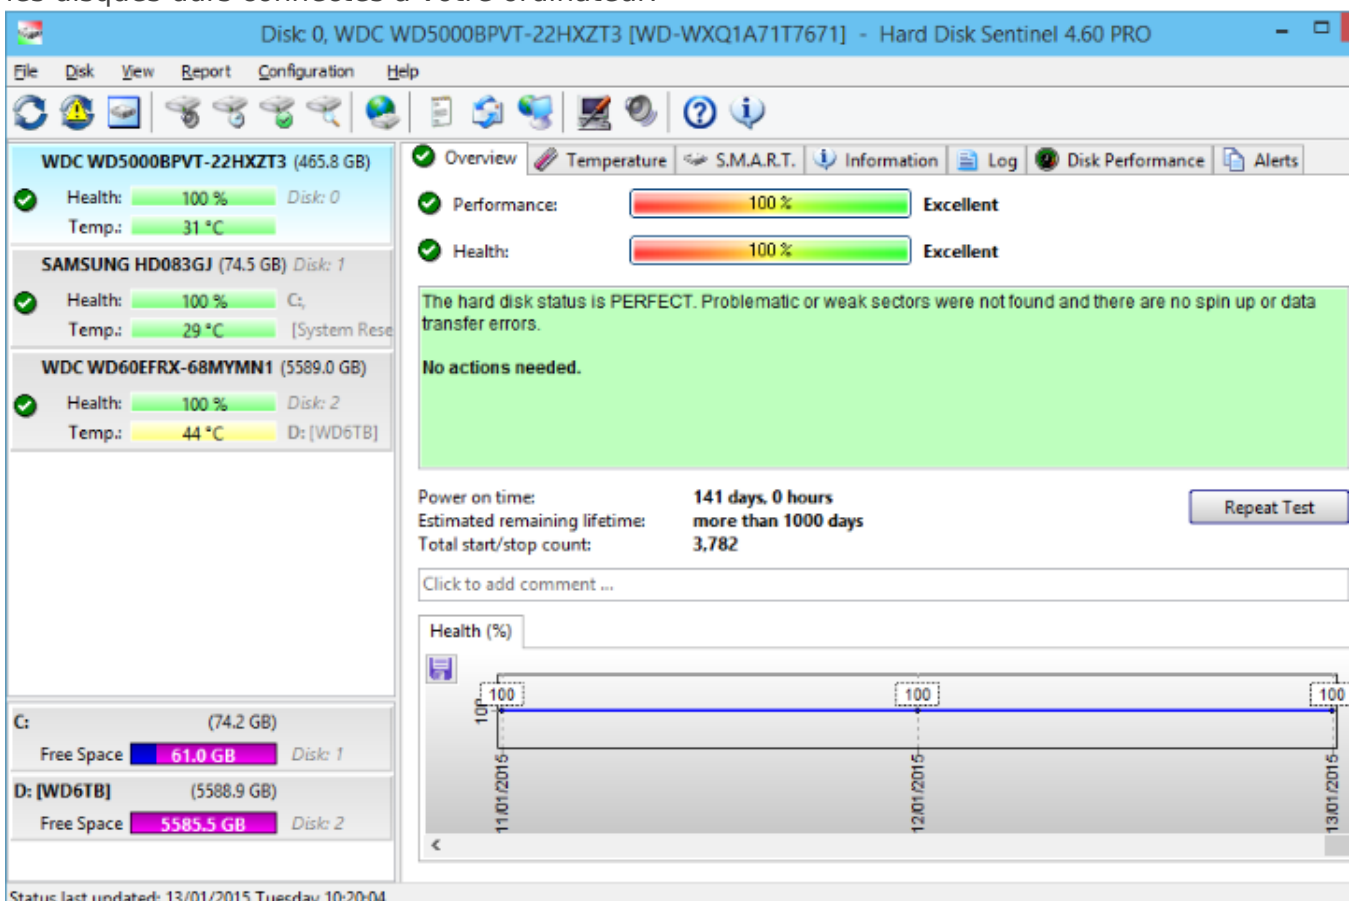 les disques durs connectés à votre ordinateur.
Disk: 0, WDC WD5000BPVT-22HXZT3 [WD-WXQ1A71T7671] - Hard Disk Sentinel 4.60 PRO
File Disk View Report Configuration Help
WDC WD5000BPVT-22HXZT3 (465.8 GB)
Health: 100 % Disk: 0
Temp.: 31 °C
SAMSUNG HD083GJ (74.5 GB) Disk: 1
Health: 100 % C:,
Temp.: 29 °C [System Rese
WDC WD60EFRX-68MYMN1 (5589.0 GB)
Health: 100 % Disk: 2
Temp.: 44 °C D: [WD6TB]
C: (74.2 GB)
Free Space 61.0 GB Disk: 1
D: [WD6TB] (5588.9 GB)
Free Space 5585.5 GB Disk: 2
Overview Temperature S.M.A.R.T. Information Log Disk Performance Alerts
Performance: 100 % Excellent
Health: 100 % Excellent
The hard disk status is PERFECT. Problematic or weak sectors were not found and there are no spin up or data
transfer errors.
No actions needed.
Power on time: 141 days, 0 hours
Estimated remaining lifetime: more than 1000 days
Total start/stop count: 3,782
Repeat Test
Click to add comment ...
Health (%)
100
100 100 100
11/01/2015 12/01/2015 13/01/2015
Status last updated: 13/01/2015 Tuesday 10:20:04